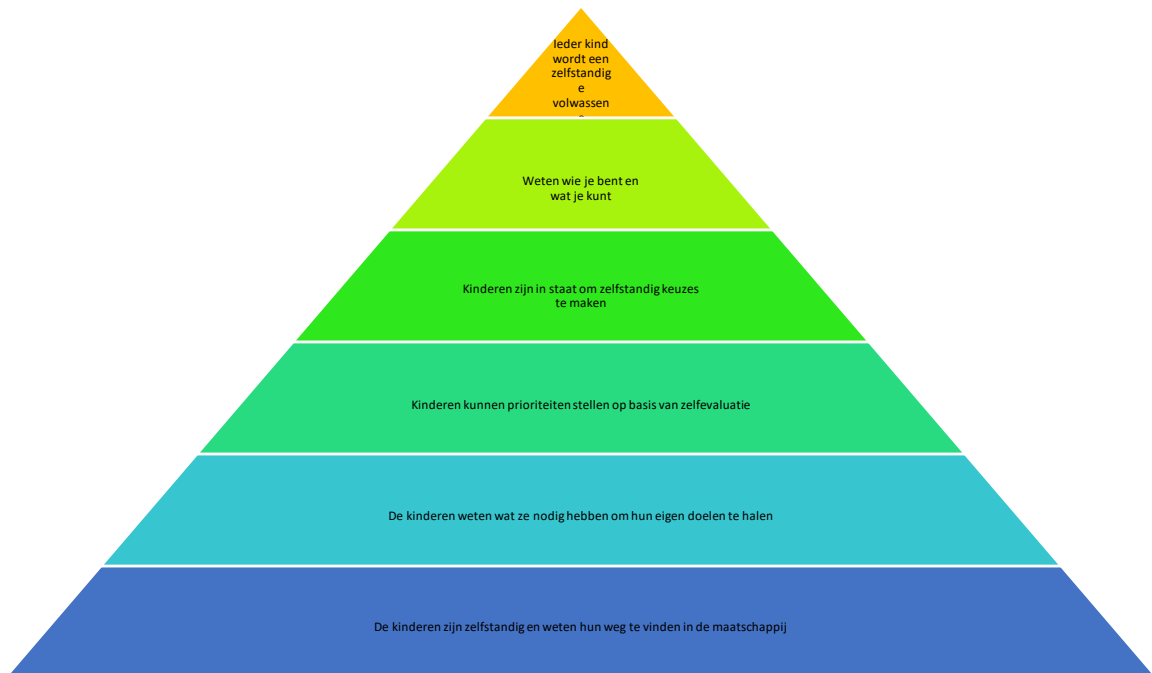 Ieder kind
wordt een
zelfstandig
e
volwassen
Weten wie je bent en
wat je kunt
Kinderen zijn in staat om zelfstandig keuzes
te maken
Kinderen kunnen prioriteiten stellen op basis van zelfevaluatie
De kinderen weten wat ze nodig hebben om hun eigen doelen te halen
De kinderen zijn zelfstandig en weten hun weg te vinden in de maatschappij